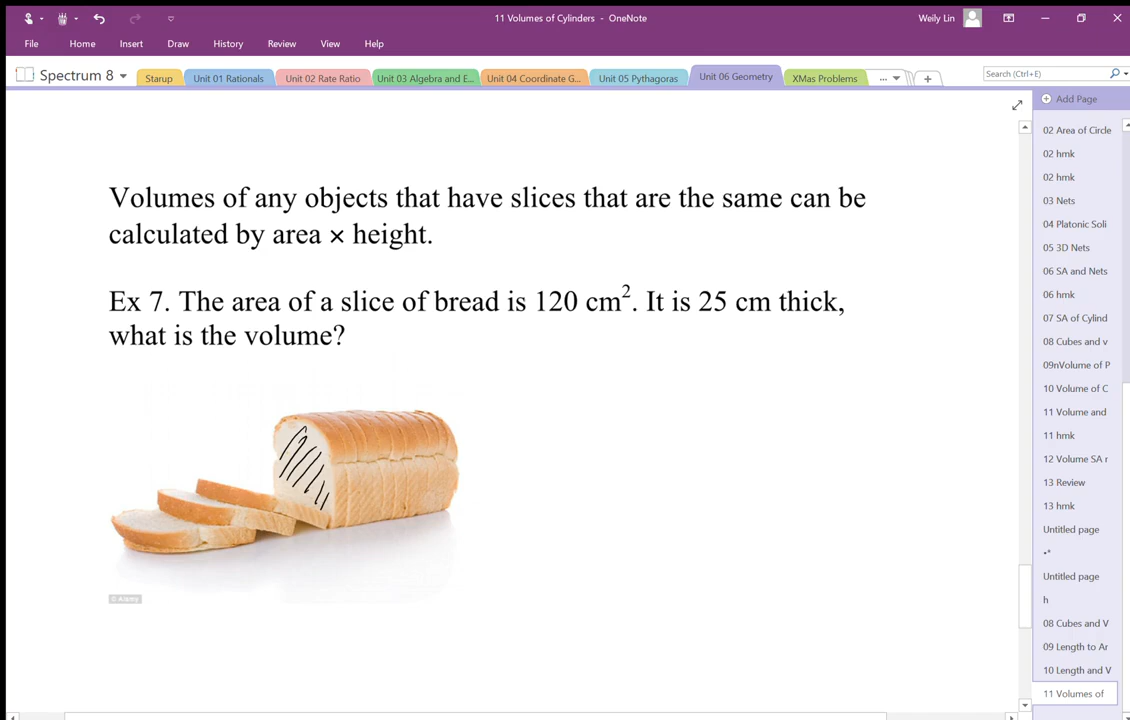 11 Volumes of Cylinders - OneNote
Weily Lin
File Home Insert Draw History Review View Help
Spectrum 8
Starup
Unit 01 Rationals
Unit 02 Rate Ratio
Unit 03 Algebra and E...
Unit 04 Coordinate G...
Unit 05 Pythagoras
Unit 06 Geometry
XMas Problems
...
Search (Ctrl+E)
Volumes of any objects that have slices that are the same can be
calculated by area × height.
Ex 7. The area of a slice of bread is 120 cm². It is 25 cm thick,
what is the volume?
© Alamy
Add Page
02 Area of Circle
02 hmk
02 hmk
03 Nets
04 Platonic Soli
05 3D Nets
06 SA and Nets
06 hmk
07 SA of Cylind
08 Cubes and v
09nVolume of P
10 Volume of C
11 Volume and
11 hmk
12 Volume SA r
13 Review
13 hmk
Untitled page
•*
Untitled page
h
08 Cubes and V
09 Length to Ar
10 Length and V
11 Volumes of